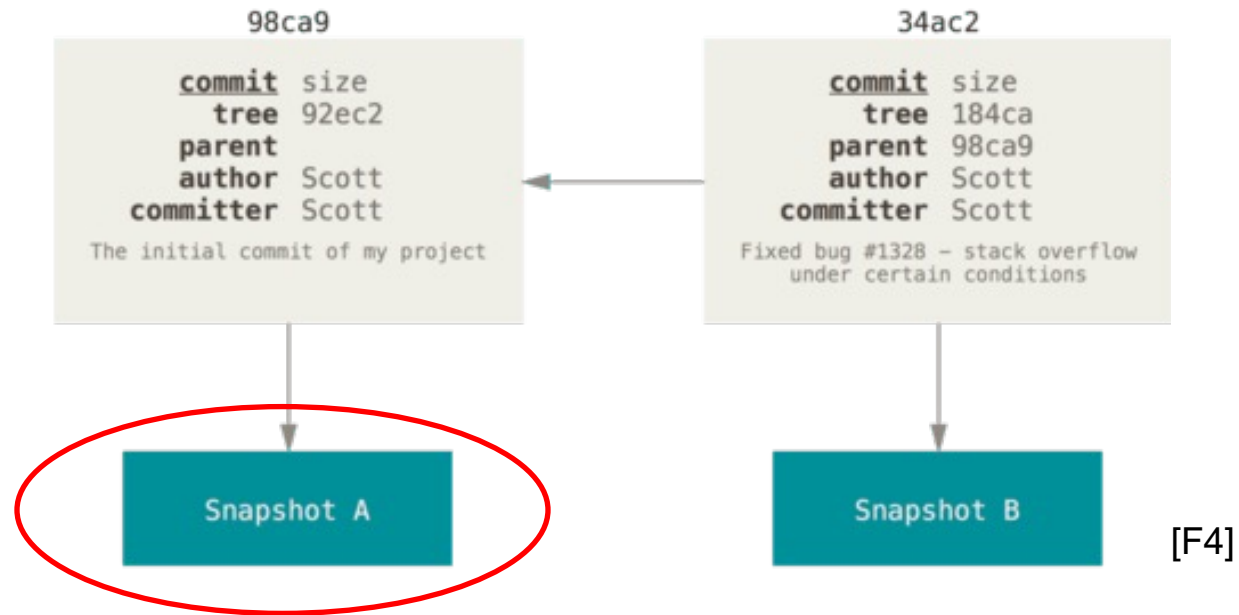 98ca9
commit size
tree 92ec2
parent
author Scott
committer Scott
The initial commit of my project
Snapshot A
34ac2
commit size
tree 184ca
parent 98ca9
author Scott
committer Scott
Fixed bug #1328 – stack overflow
under certain conditions
Snapshot B
[F4]